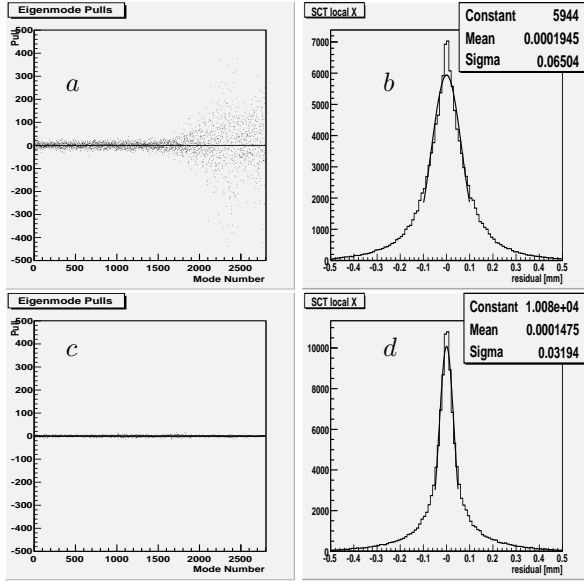 Eigenmode Pulls
Pull
500
400
300
200
100
0
-100
-200
-300
-400
-500
a
0 500 1000 1500 2000 2500
Mode Number
SCT local X
Constant 5944
Mean 0.0001945
Sigma 0.06504
7000
6000
5000
4000
3000
2000
1000
0
b
-0.5 -0.4 -0.3 -0.2 -0.1 -0 0.1 0.2 0.3 0.4 0.5
residual [mm]
Eigenmode Pulls
Pull
500
400
300
200
100
0
-100
-200
-300
-400
-500
c
0 500 1000 1500 2000 2500
Mode Number
SCT local X
Constant 1.008e+04
Mean 0.0001475
Sigma 0.03194
10000
8000
6000
4000
2000
0
d
-0.5 -0.4 -0.3 -0.2 -0.1 -0 0.1 0.2 0.3 0.4 0.5
residual [mm]